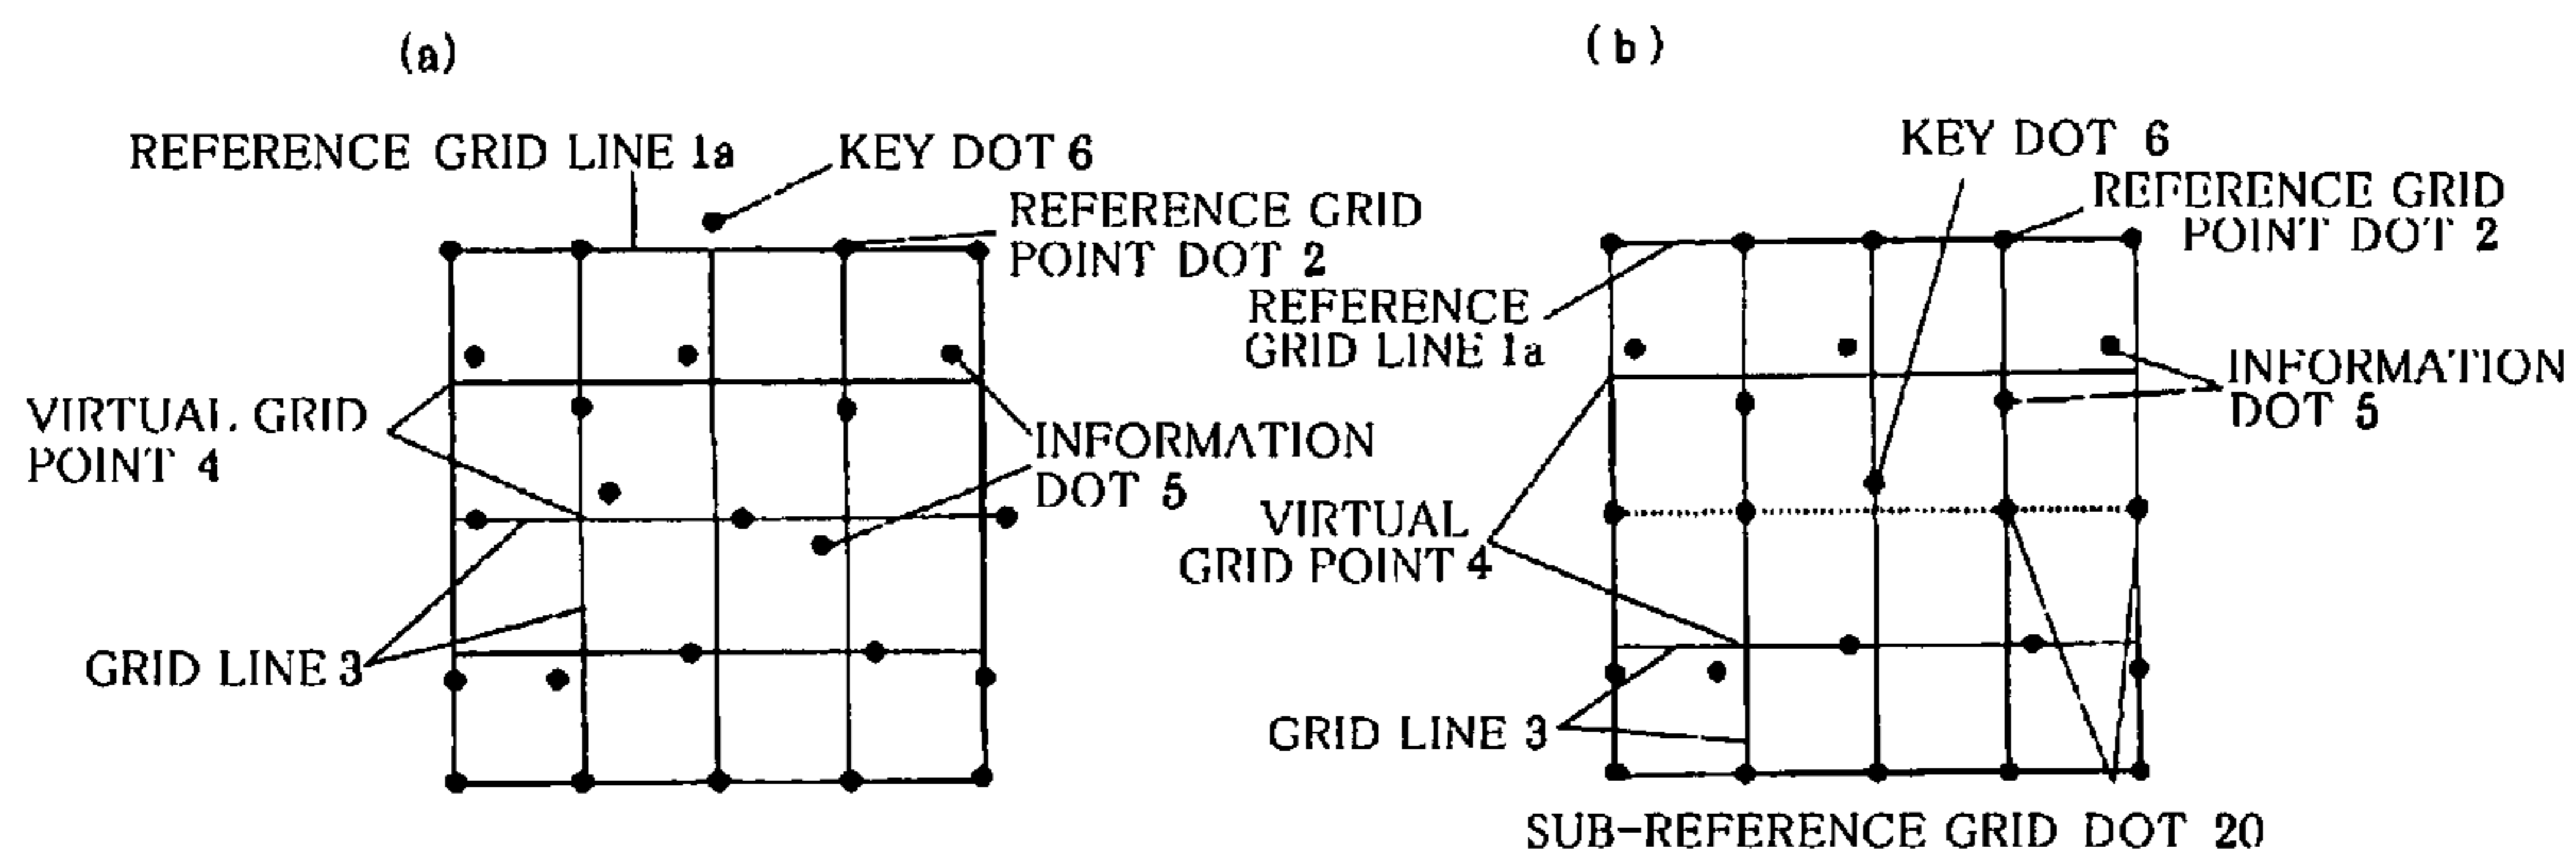 (a)
REFERENCE GRID LINE 1a
KEY DOT 6
REFERENCE GRID
POINT DOT 2
VIRTUAL GRID
POINT 4
INFORMATION
DOT 5
GRID LINE 3
(b)
KEY DOT 6
REFERENCE GRID
POINT DOT 2
REFERENCE
GRID LINE 1a
INFORMATION
DOT 5
VIRTUAL
GRID POINT 4
GRID LINE 3
SUB-REFERENCE GRID DOT 20